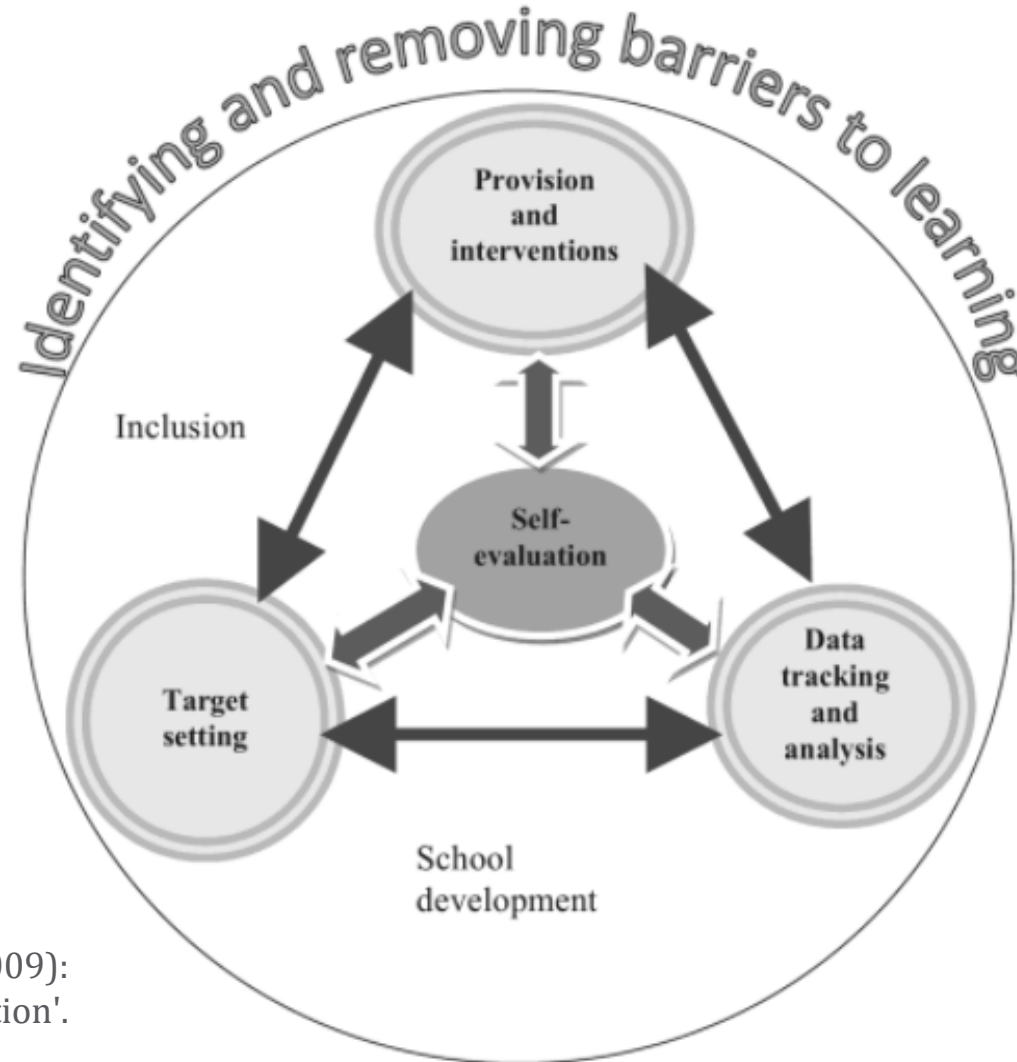 Identifying and removing barriers to learning
Provision
and
interventions
Inclusion
Self-
evaluation
Target
setting
Data
tracking
and
analysis
School
development
009):
tion'.